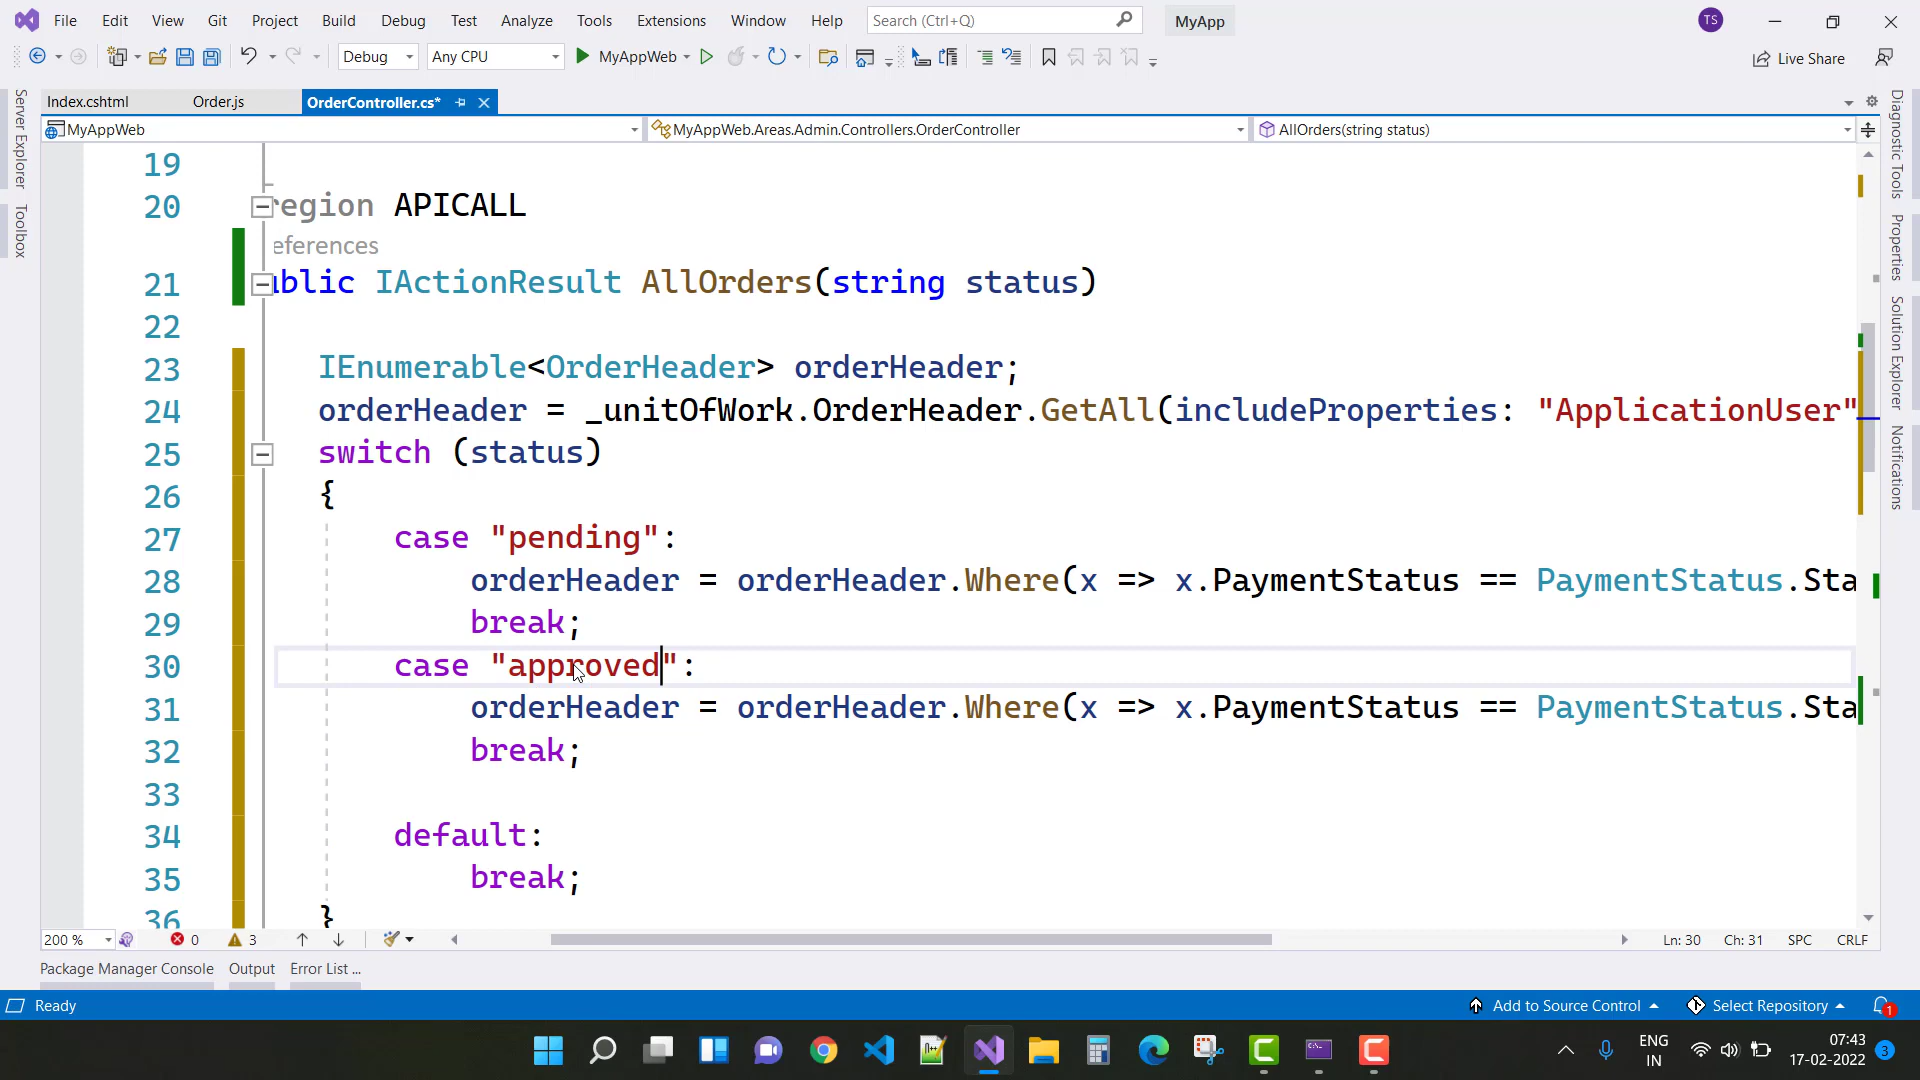 File Edit View Git Project Build Debug Test Analyze Tools Extensions Window Help Search (Ctrl+Q) MyApp TS
Debug Any CPU MyAppWeb Live Share
Index.cshtml Order.js OrderController.cs*
MyAppWeb MyAppWeb.Areas.Admin.Controllers.OrderController AllOrders(string status)
Server Explorer
Toolbox
Diagnostic Tools
Properties
Solution Explorer
Notifications
19
20 region APICALL
eferences
21 ublic IActionResult AllOrders(string status)
22
23 IEnumerable<OrderHeader> orderHeader;
24 orderHeader = _unitOfWork.OrderHeader.GetAll(includeProperties: "ApplicationUser"
25 switch (status)
26 {
27 case "pending":
28 orderHeader = orderHeader.Where(x => x.PaymentStatus == PaymentStatus.Sta
29 break;
30 case "approved":
31 orderHeader = orderHeader.Where(x => x.PaymentStatus == PaymentStatus.Sta
32 break;
33
34 default:
35 break;
36 }
200 % 0 3 Ln: 30 Ch: 31 SPC CRLF
Package Manager Console Output Error List ...
Ready Add to Source Control Select Repository 1
ENG IN 07:43 17-02-2022 3